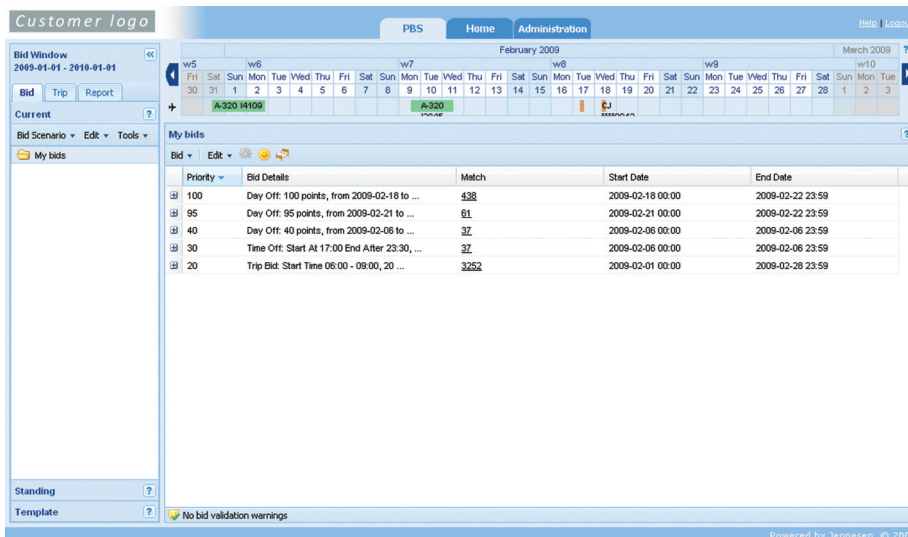 Customer logo
PBS Home Administration
Help | Logou
Bid Window
2009-01-01 - 2010-01-01
Bid Trip Report
Current
Bid Scenario Edit Tools
My bids
Standing
Template
February 2009 March 2009
w5 w6 w7 w8 w9 w10
Fri Sat Sun Mon Tue Wed Thu Fri Sat Sun Mon Tue Wed Thu Fri Sat Sun Mon Tue Wed Thu Fri Sat Sun Mon Tue Wed Thu Fri Sat Sun Mon Tue
30 31 1 2 3 4 5 6 7 8 9 10 11 12 13 14 15 16 17 18 19 20 21 22 23 24 25 26 27 28 1 2 3
A-320 I4109 A-320 CJ
My bids
Bid Edit
Priority Bid Details Match Start Date End Date
100 Day Off: 100 points, from 2009-02-18 to ... 438 2009-02-18 00:00 2009-02-22 23:59
95 Day Off: 95 points, from 2009-02-21 to ... 61 2009-02-21 00:00 2009-02-22 23:59
40 Day Off: 40 points, from 2009-02-06 to ... 37 2009-02-06 00:00 2009-02-06 23:59
30 Time Off: Start At 17:00 End After 23:30, ... 37 2009-02-06 00:00 2009-02-06 23:59
20 Trip Bid: Start Time 06:00 - 09:00, 20 ... 3252 2009-02-01 00:00 2009-02-28 23:59
No bid validation warnings
Powered by Jeppesen, © 200